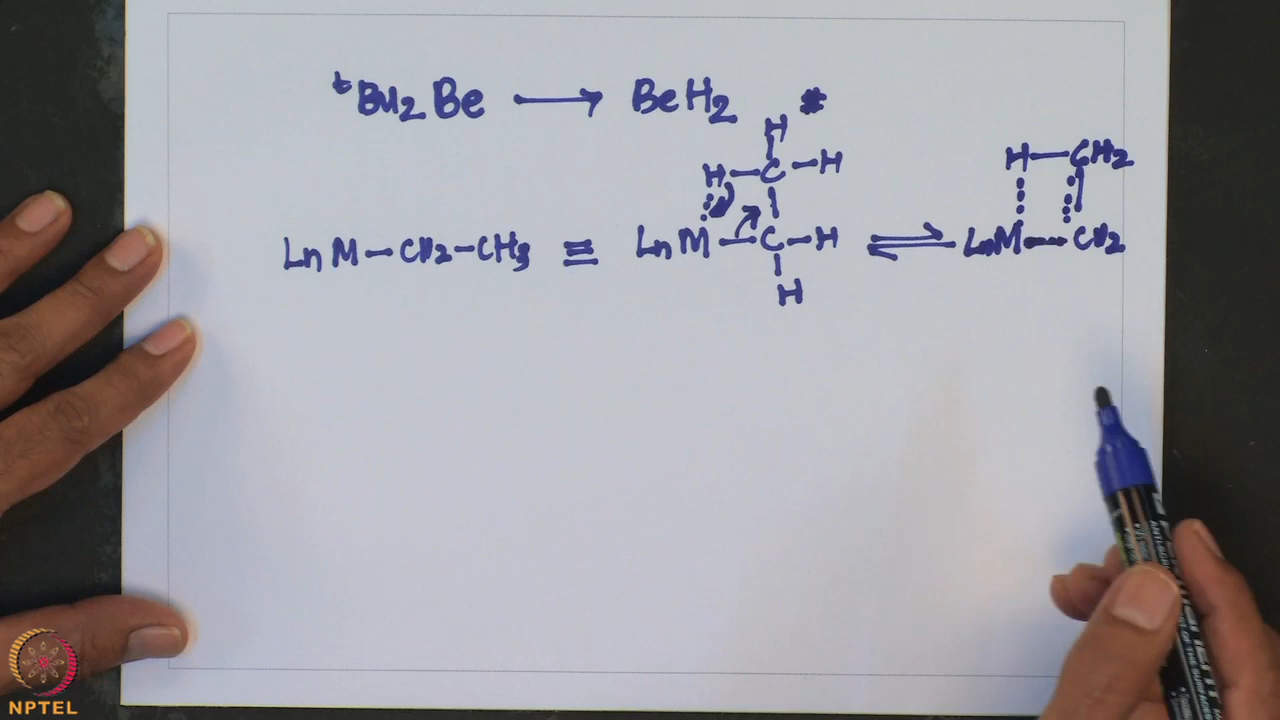 ᵗBu₂Be ⟶ BeH₂ *
H
H–C–H H–CH₂
LnM–CH₂–CH₃ ≡ LnM–C–H ⇌ LnM–CH₂
H
NPTEL